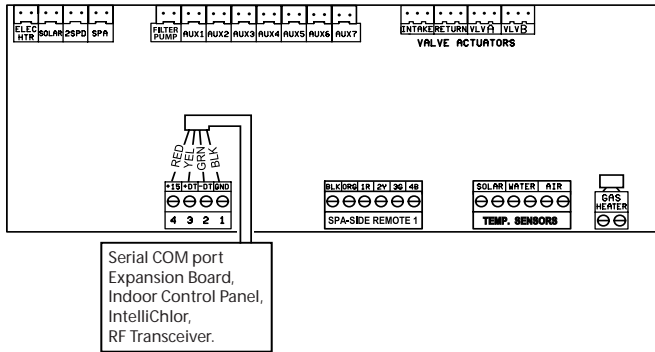 ELEC HTR SOLAR 2SPD SPA
FILTER PUMP AUX1 AUX2 AUX3 AUX4 AUX5 AUX6 AUX7
INTAKE RETURN VLVA VLVB
VALVE ACTUATORS
RED YEL GRN BLK
+15 +DT -DT GND
4 3 2 1
BLK ORG 1R 2Y 3G 4B
SPA-SIDE REMOTE 1
SOLAR WATER AIR
TEMP. SENSORS
GAS
HEATER
Serial COM port
Expansion Board,
Indoor Control Panel,
IntelliChlor,
RF Transceiver.